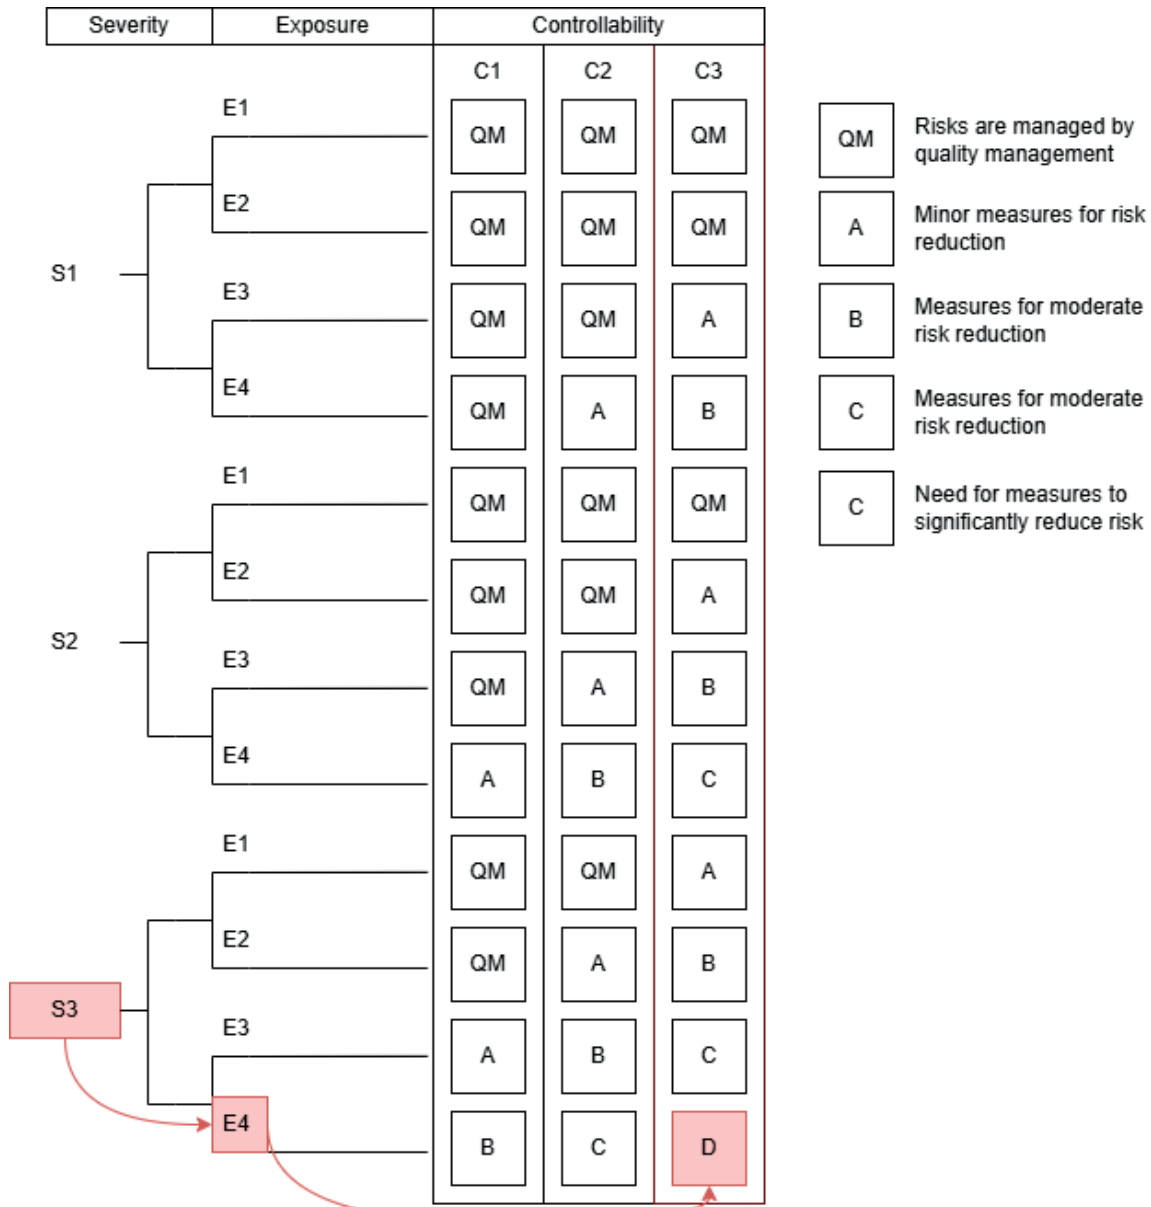 Severity Exposure Controllability
C1 C2 C3
E1
QM QM QM
E2
QM QM QM
S1
E3
QM QM A
E4
QM A B
E1
QM QM QM
E2
QM QM A
S2
E3
QM A B
E4
A B C
E1
QM QM A
E2
QM A B
S3
E3
A B C
E4
B C D
QM Risks are managed by
quality management
A Minor measures for risk
reduction
B Measures for moderate
risk reduction
C Measures for moderate
risk reduction
C Need for measures to
significantly reduce risk